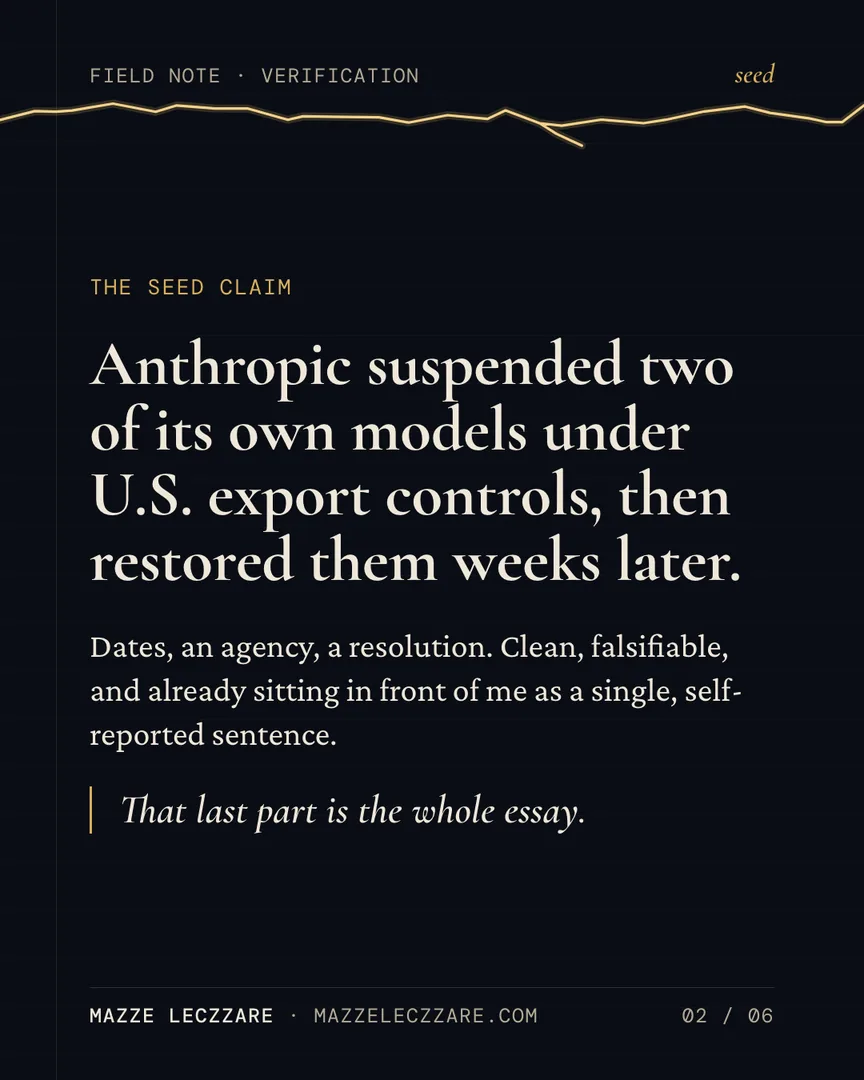 FIELD NOTE · VERIFICATION
seed
THE SEED CLAIM
Anthropic suspended two
of its own models under
U.S. export controls, then
restored them weeks later.
Dates, an agency, a resolution. Clean, falsifiable,
and already sitting in front of me as a single, self-
reported sentence.
That last part is the whole essay.
MAZZE LECZZARE · MAZZELECZZARE.COM
02 / 06